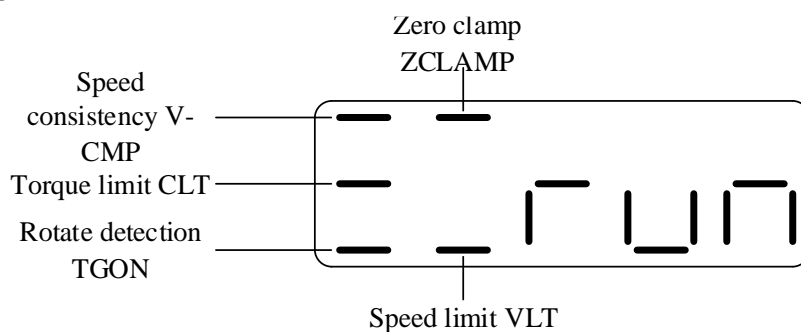 Zero clamp
ZCLAMP
Speed
consistency V-
CMP
Torque limit CLT
Rotate detection
TGON
run
Speed limit VLT